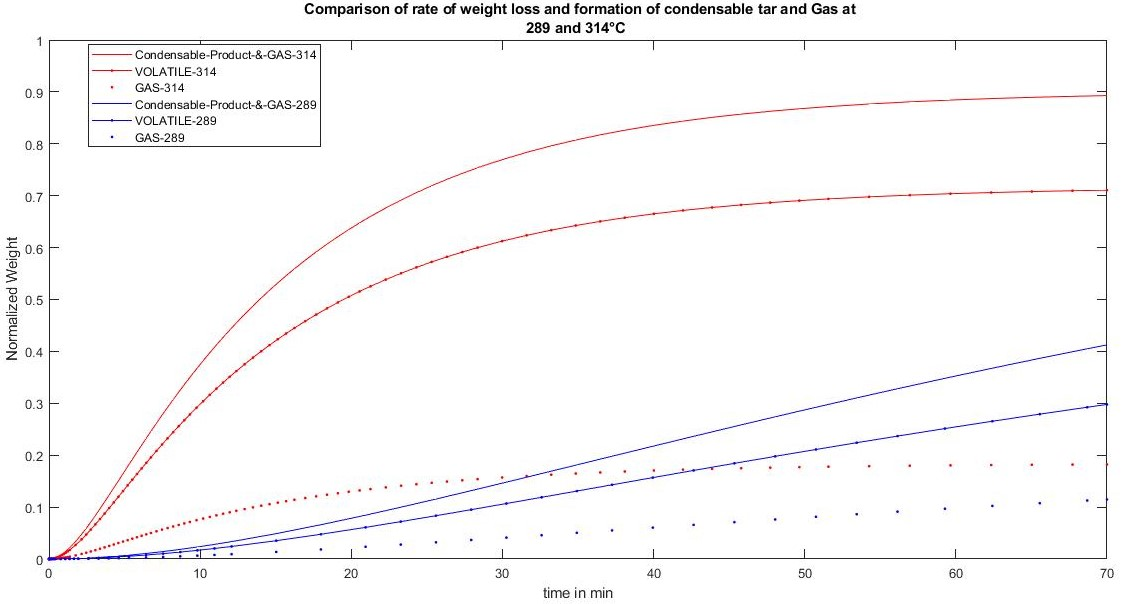 Comparison of rate of weight loss and formation of condensable tar and Gas at
289 and 314°C
Condensable-Product-&-GAS-314
VOLATILE-314
GAS-314
Condensable-Product-&-GAS-289
VOLATILE-289
GAS-289
Normalized Weight
1
0.9
0.8
0.7
0.6
0.5
0.4
0.3
0.2
0.1
0
0 10 20 30 40 50 60 70
time in min